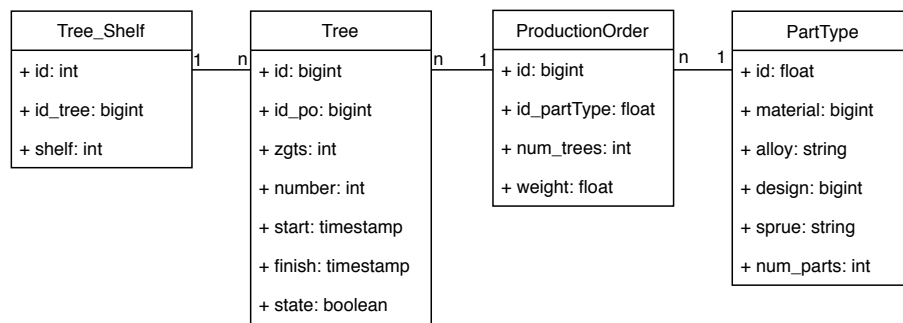 Tree_Shelf
+ id: int
+ id_tree: bigint
+ shelf: int
1
n
Tree
+ id: bigint
+ id_po: bigint
+ zgts: int
+ number: int
+ start: timestamp
+ finish: timestamp
+ state: boolean
n
1
ProductionOrder
+ id: bigint
+ id_partType: float
+ num_trees: int
+ weight: float
n
1
PartType
+ id: float
+ material: bigint
+ alloy: string
+ design: bigint
+ sprue: string
+ num_parts: int